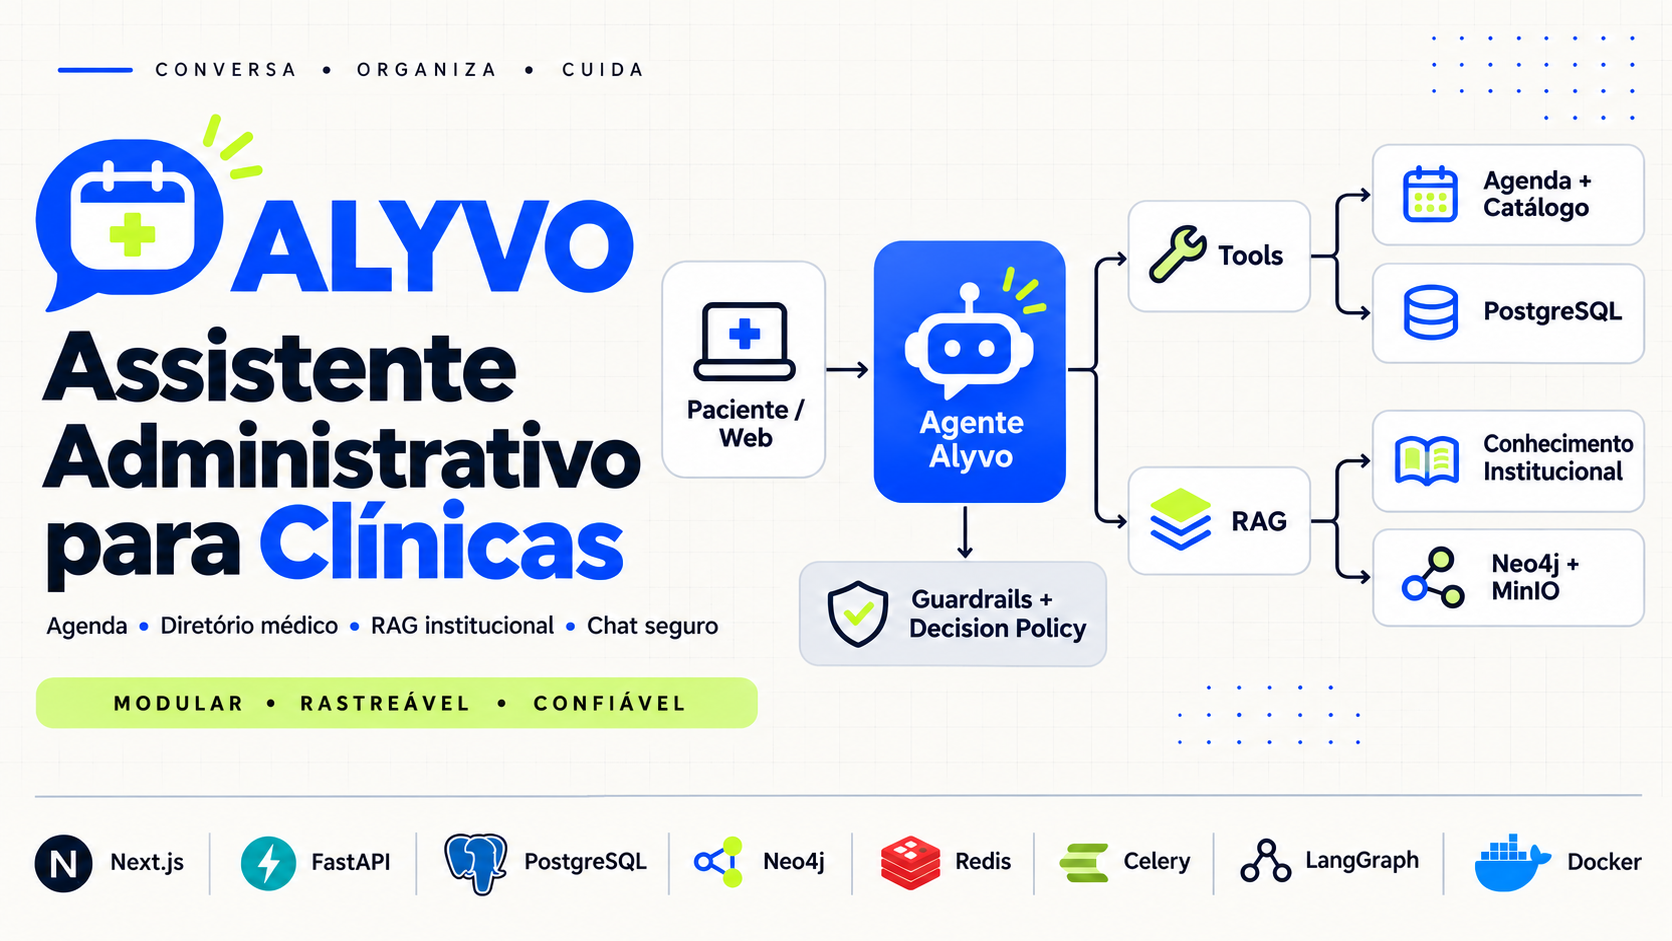 CONVERSA • ORGANIZA • CUIDA
ALYVO
Assistente
Administrativo
para Clínicas
Agenda • Diretório médico • RAG institucional • Chat seguro
MODULAR • RASTREÁVEL • CONFIÁVEL
Paciente /
Web
Agente
Alyvo
Guardrails +
Decision Policy
Tools
RAG
Agenda +
Catálogo
PostgreSQL
Conhecimento
Institucional
Neo4j +
MinIO
N
Next.js
FastAPI
PostgreSQL
Neo4j
Redis
Celery
LangGraph
Docker